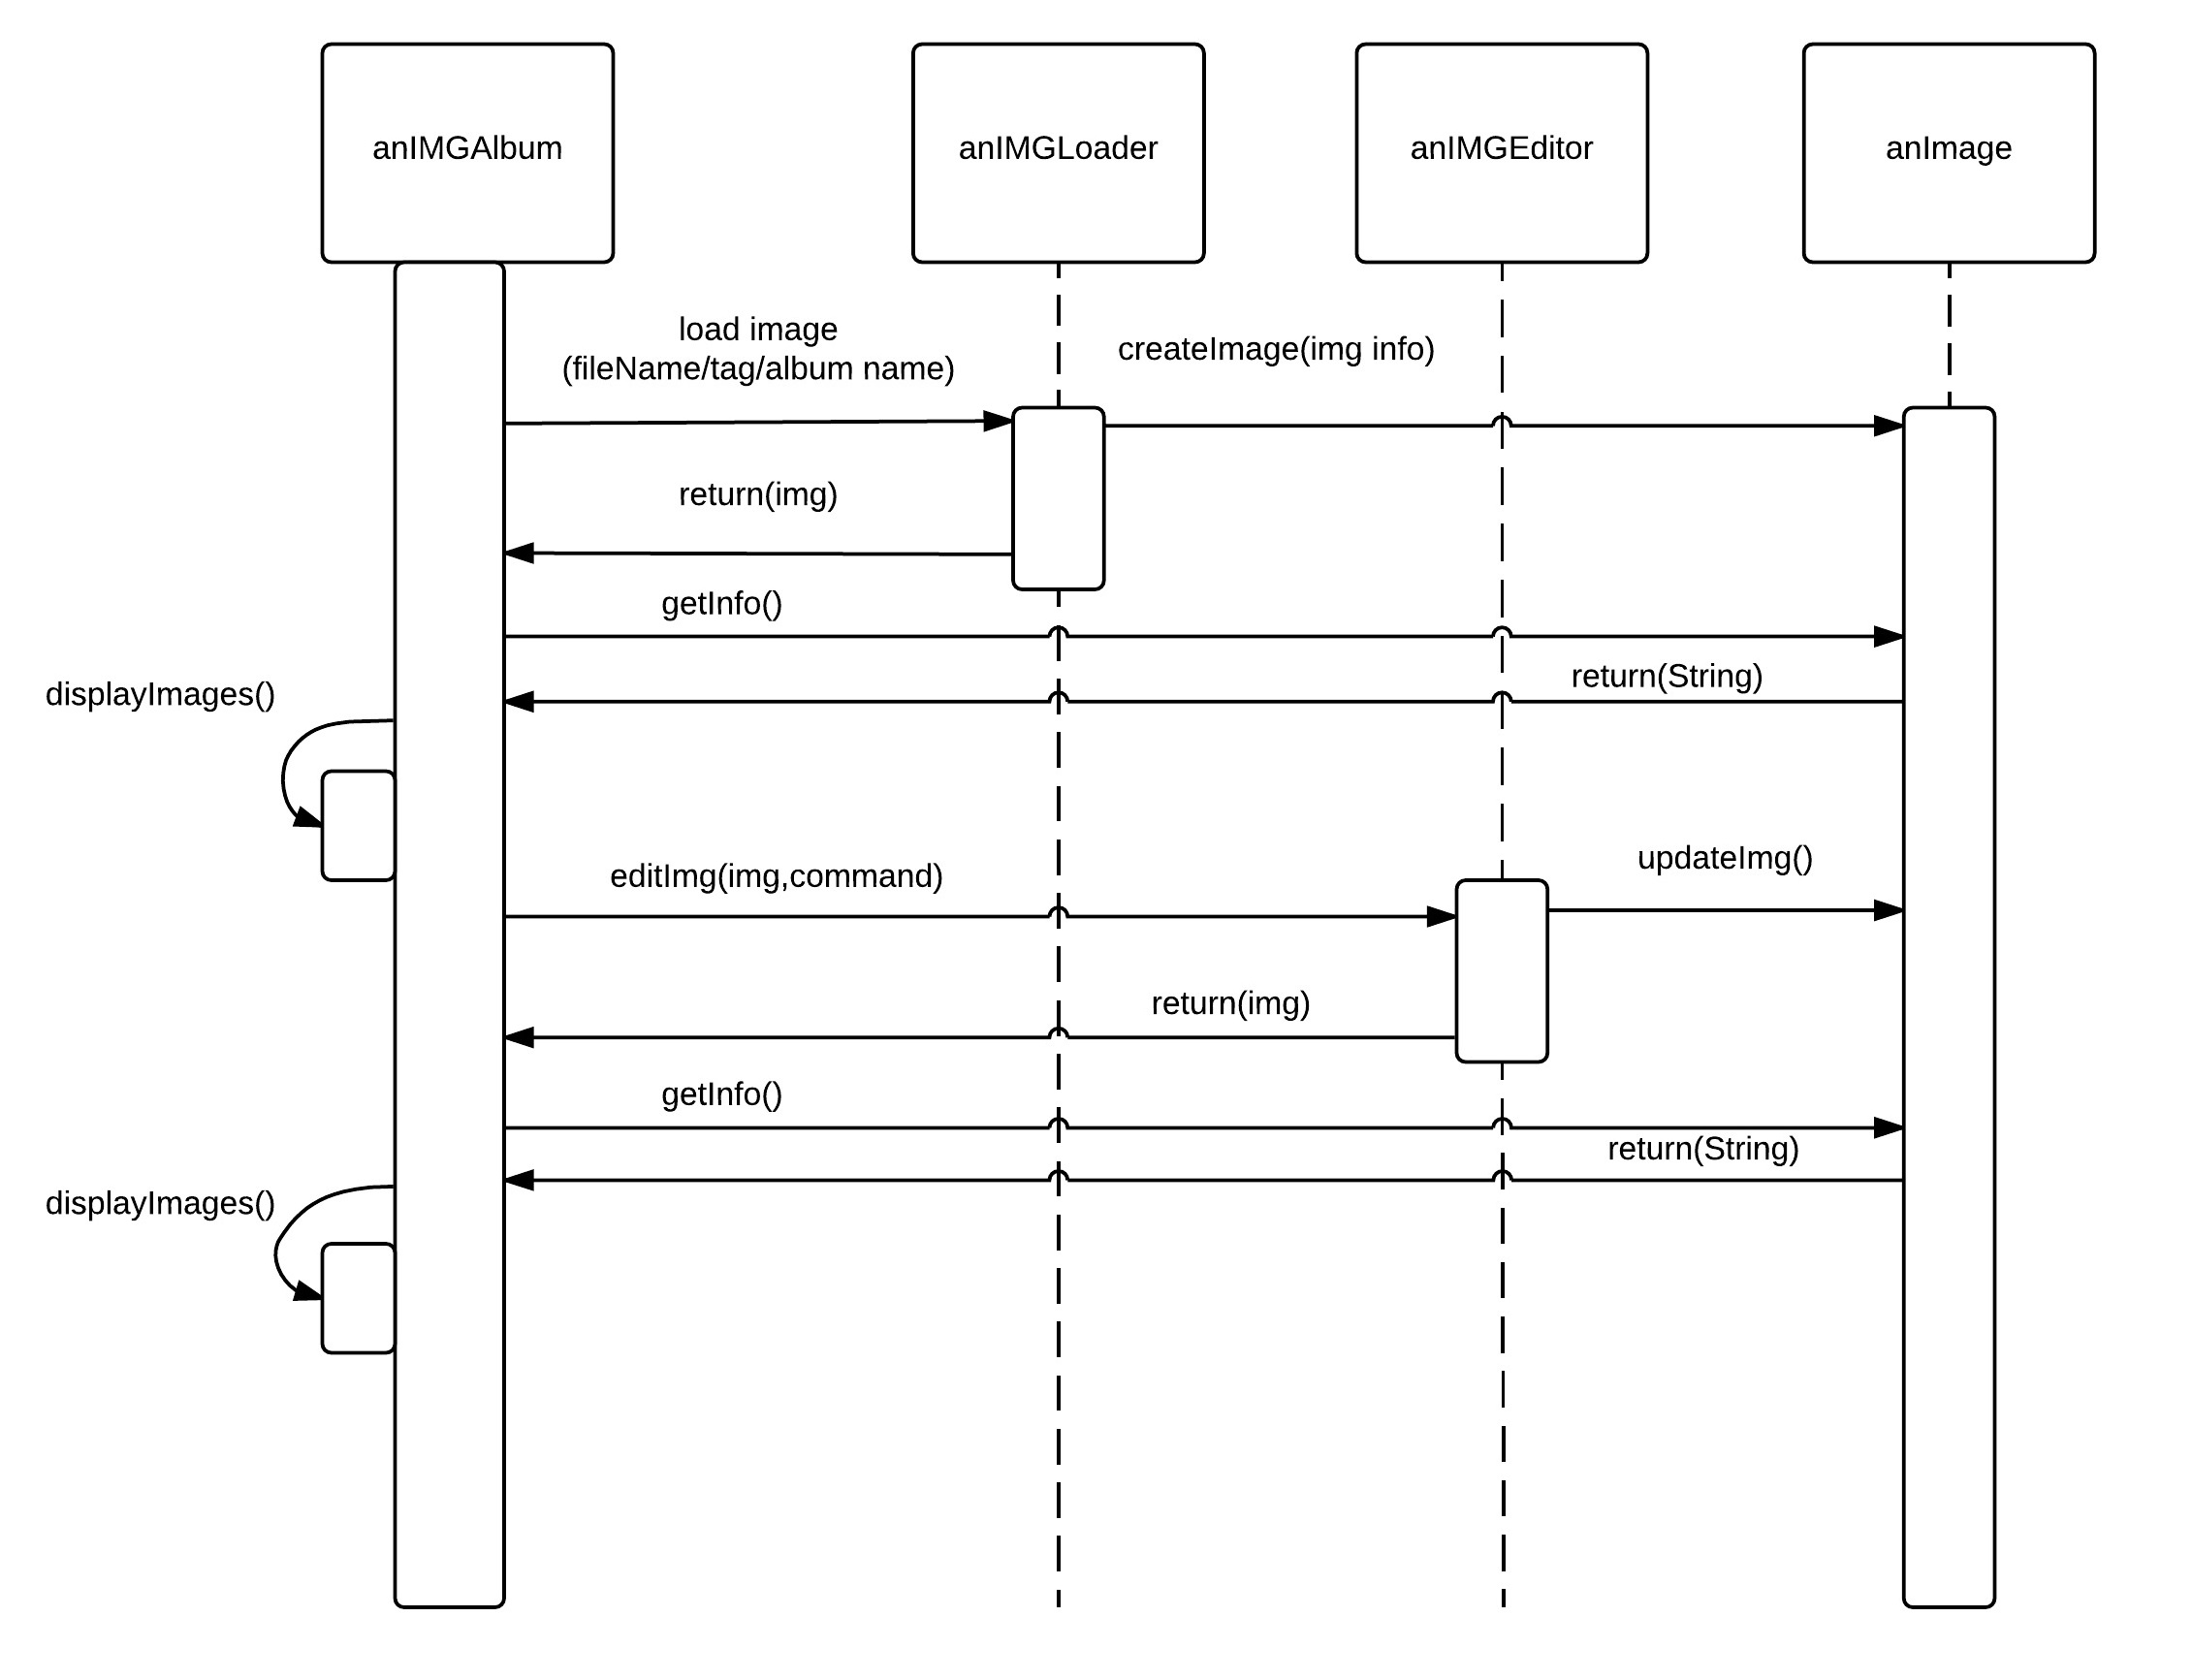 anIMGAlbum
anIMGLoader
anIMGEditor
anImage
load image
(fileName/tag/album name)
createImage(img info)
return(img)
getInfo()
return(String)
displayImages()
updateImg()
editImg(img,command)
return(img)
getInfo()
return(String)
displayImages()